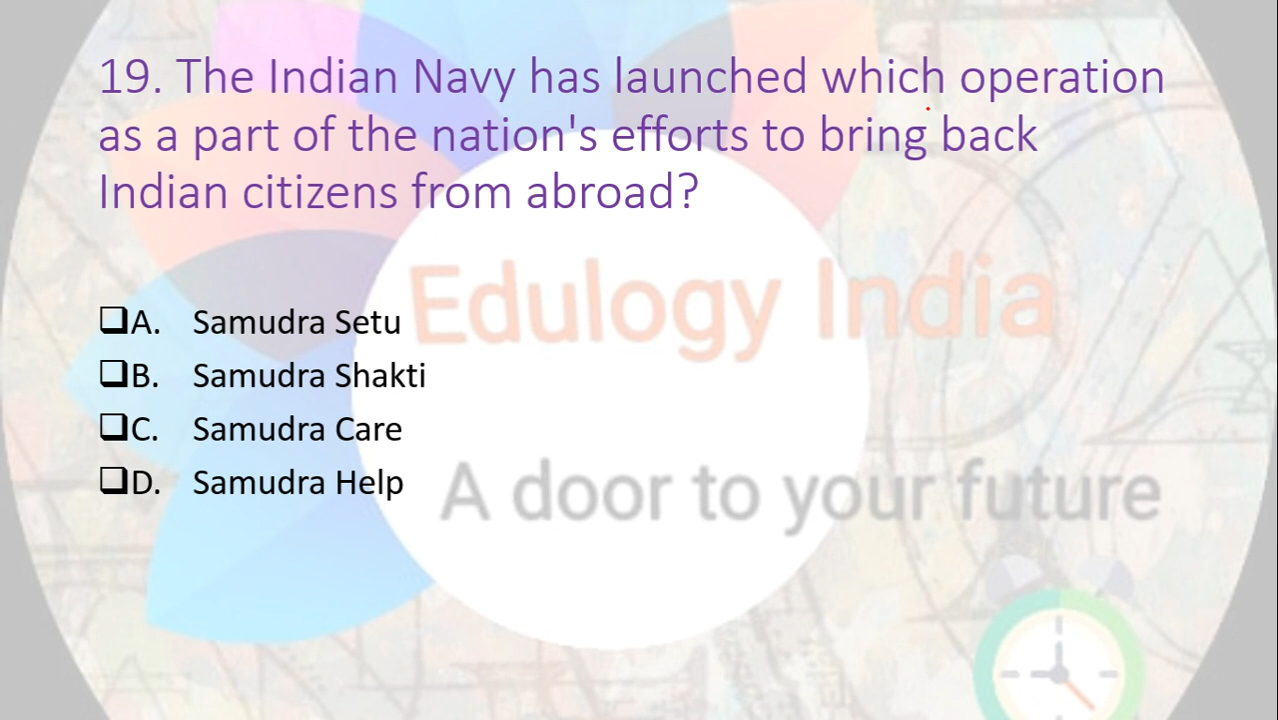 19. The Indian Navy has launched which operation
as a part of the nation's efforts to bring back
Indian citizens from abroad?
Edulogy India
A. Samudra Setu
B. Samudra Shakti
C. Samudra Care
D. Samudra Help
A door to your future